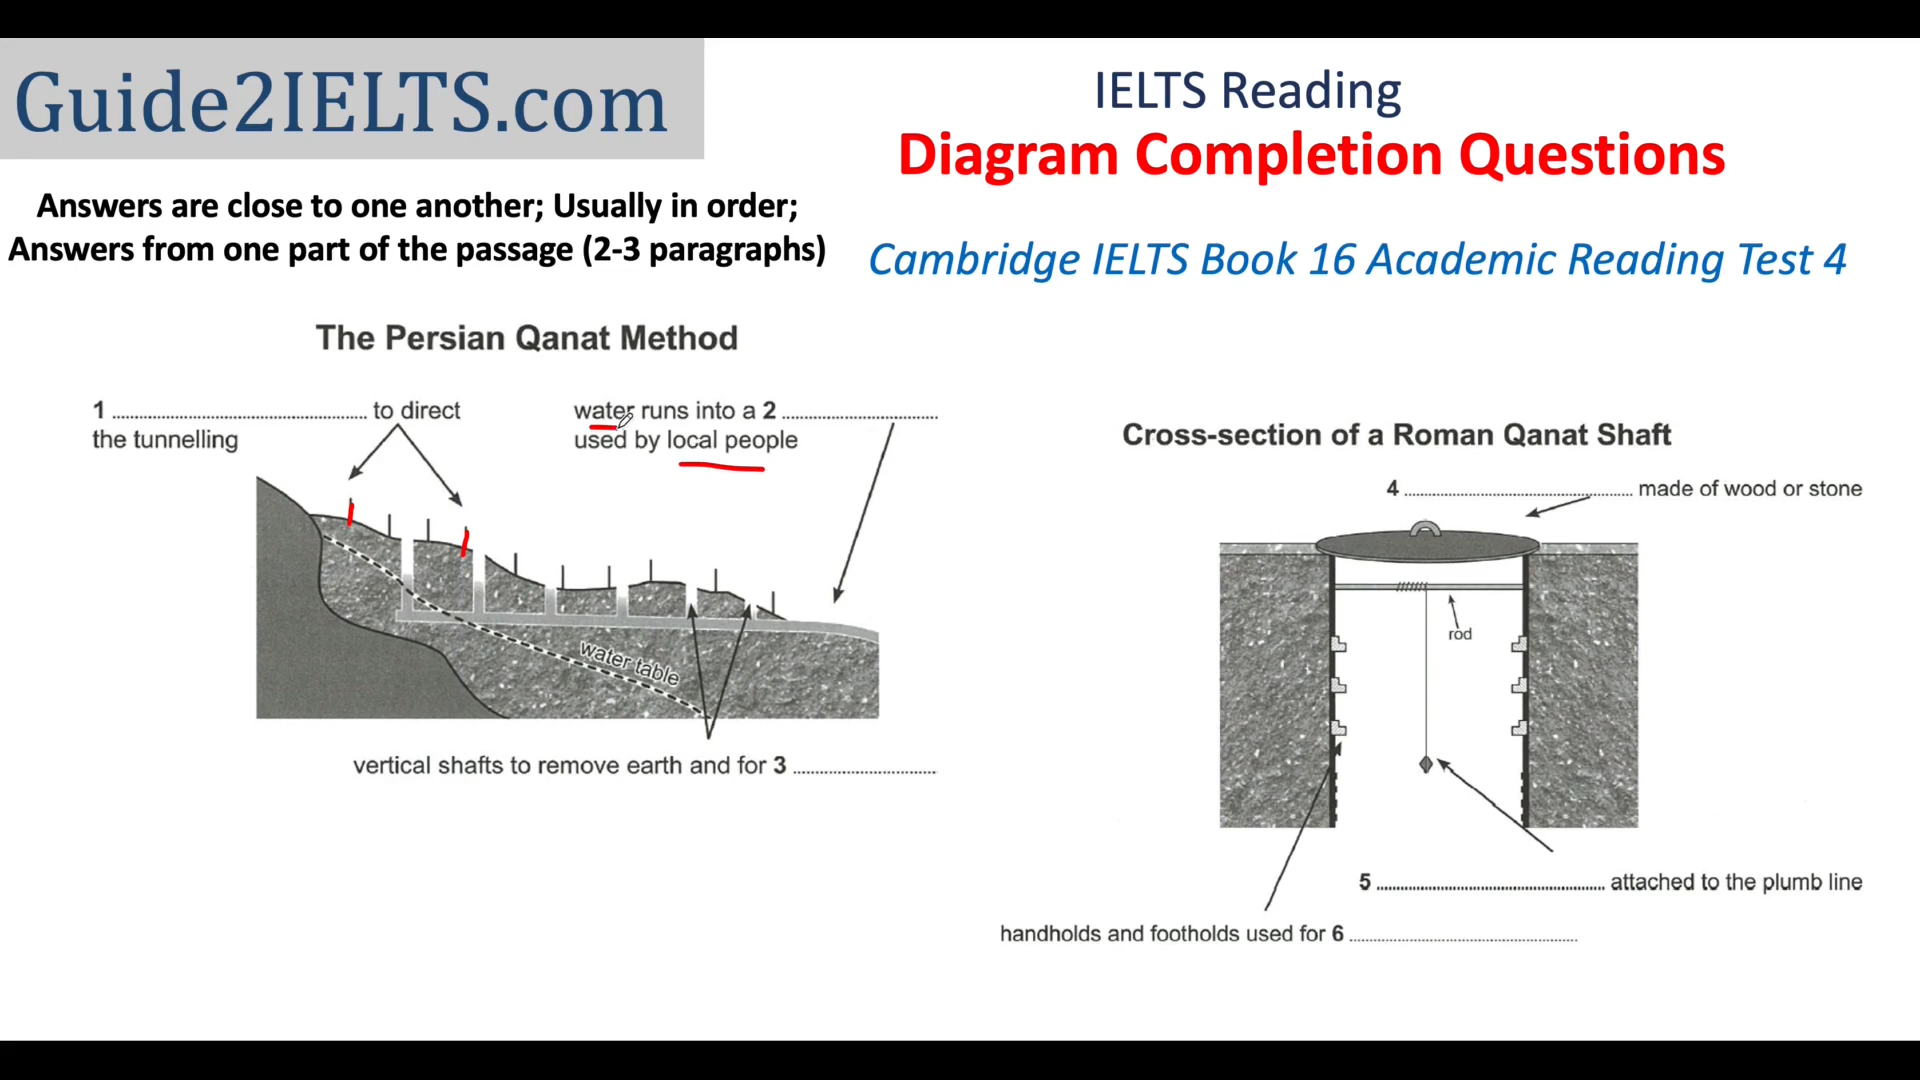 Guide2IELTS.com
IELTS Reading
Diagram Completion Questions
Answers are close to one another; Usually in order;
Answers from one part of the passage (2-3 paragraphs)
Cambridge IELTS Book 16 Academic Reading Test 4
The Persian Qanat Method
1 ........................................ to direct
the tunnelling
water runs into a 2 ........................
used by local people
water table
vertical shafts to remove earth and for 3 ......................
Cross-section of a Roman Qanat Shaft
4 .................................... made of wood or stone
rod
5 .................................... attached to the plumb line
handholds and footholds used for 6 ....................................